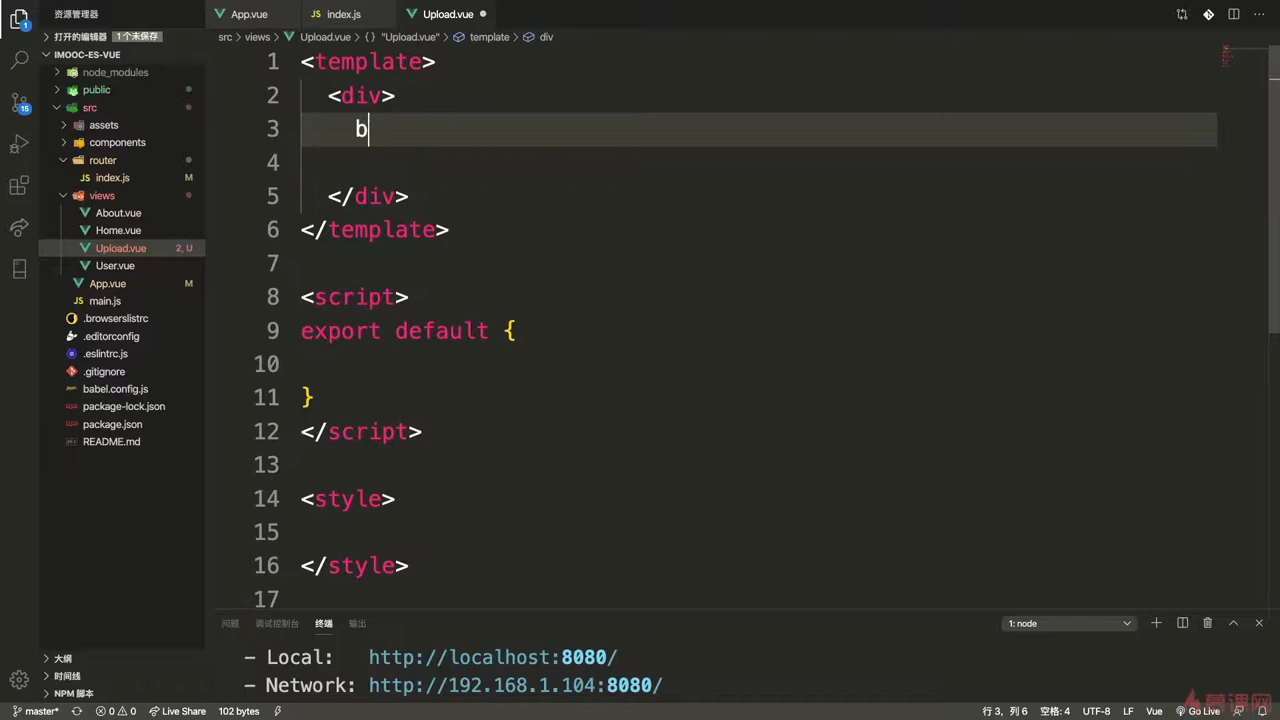 资源管理器
App.vue
index.js
Upload.vue
打开的编辑器 1 个未保存
src > views > Upload.vue > {} "Upload.vue" > template > div
IMOOC-ES-VUE
node_modules
public
src
assets
components
router
index.js M
views
About.vue
Home.vue
Upload.vue 2, U
User.vue
App.vue M
main.js
.browserslistrc
.editorconfig
.eslintrc.js
.gitignore
babel.config.js
package-lock.json
package.json
README.md
大纲
时间线
NPM 脚本
1
15
1 <template>
2 <div>
3 b
4
5 </div>
6 </template>
7
8 <script>
9 export default {
10
11 }
12 </script>
13
14 <style>
15
16 </style>
17
问题 调试控制台 终端 输出 1: node
- Local: http://localhost:8080/
- Network: http://192.168.1.104:8080/
慕课网
master* 0 0 Live Share 102 bytes 行 3, 列 6 空格: 4 UTF-8 LF Vue Go Live